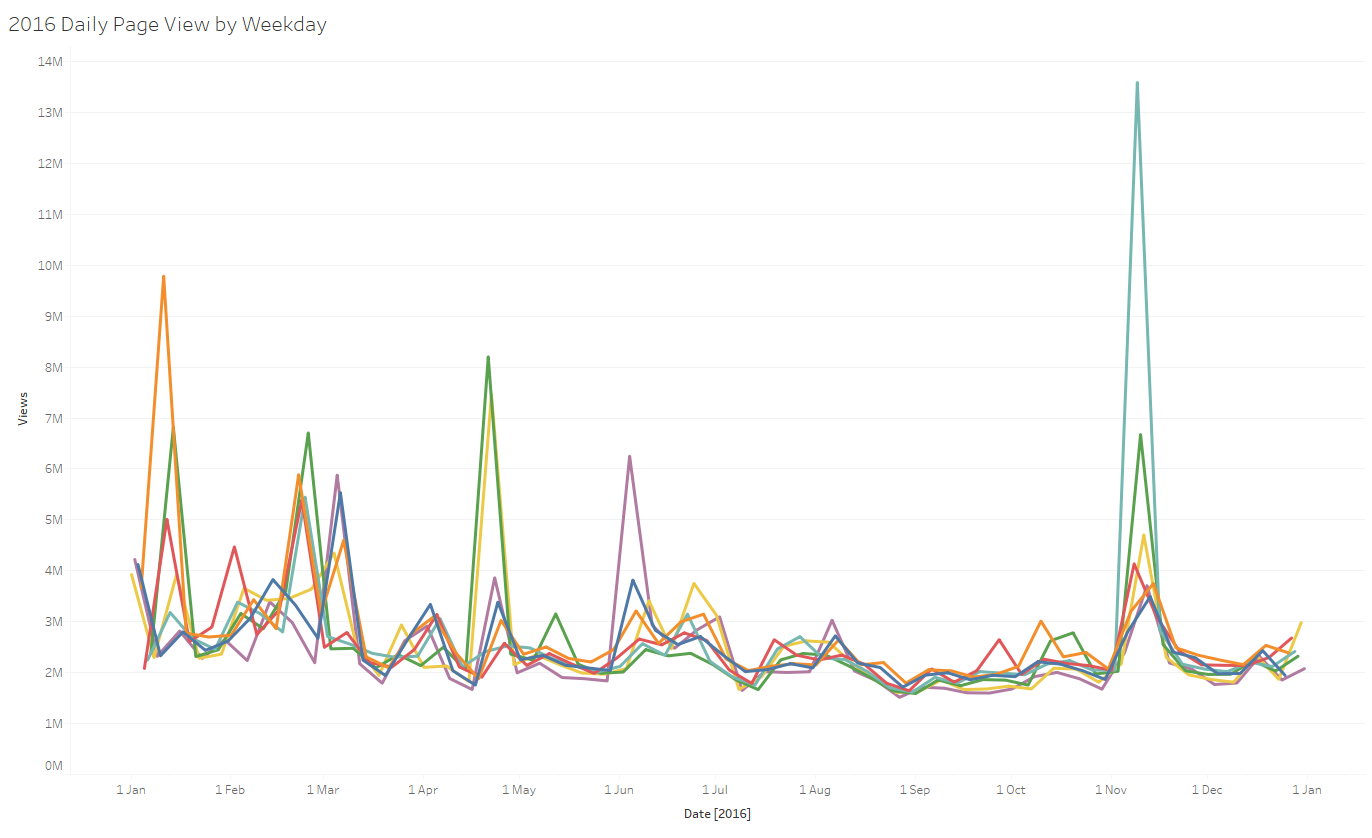 2016 Daily Page View by Weekday
14M
13M
12M
11M
10M
9M
8M
7M
6M
5M
4M
3M
2M
1M
0M
Views
1 Jan
1 Feb
1 Mar
1 Apr
1 May
1 Jun
1 Jul
1 Aug
1 Sep
1 Oct
1 Nov
1 Dec
1 Jan
Date [2016]